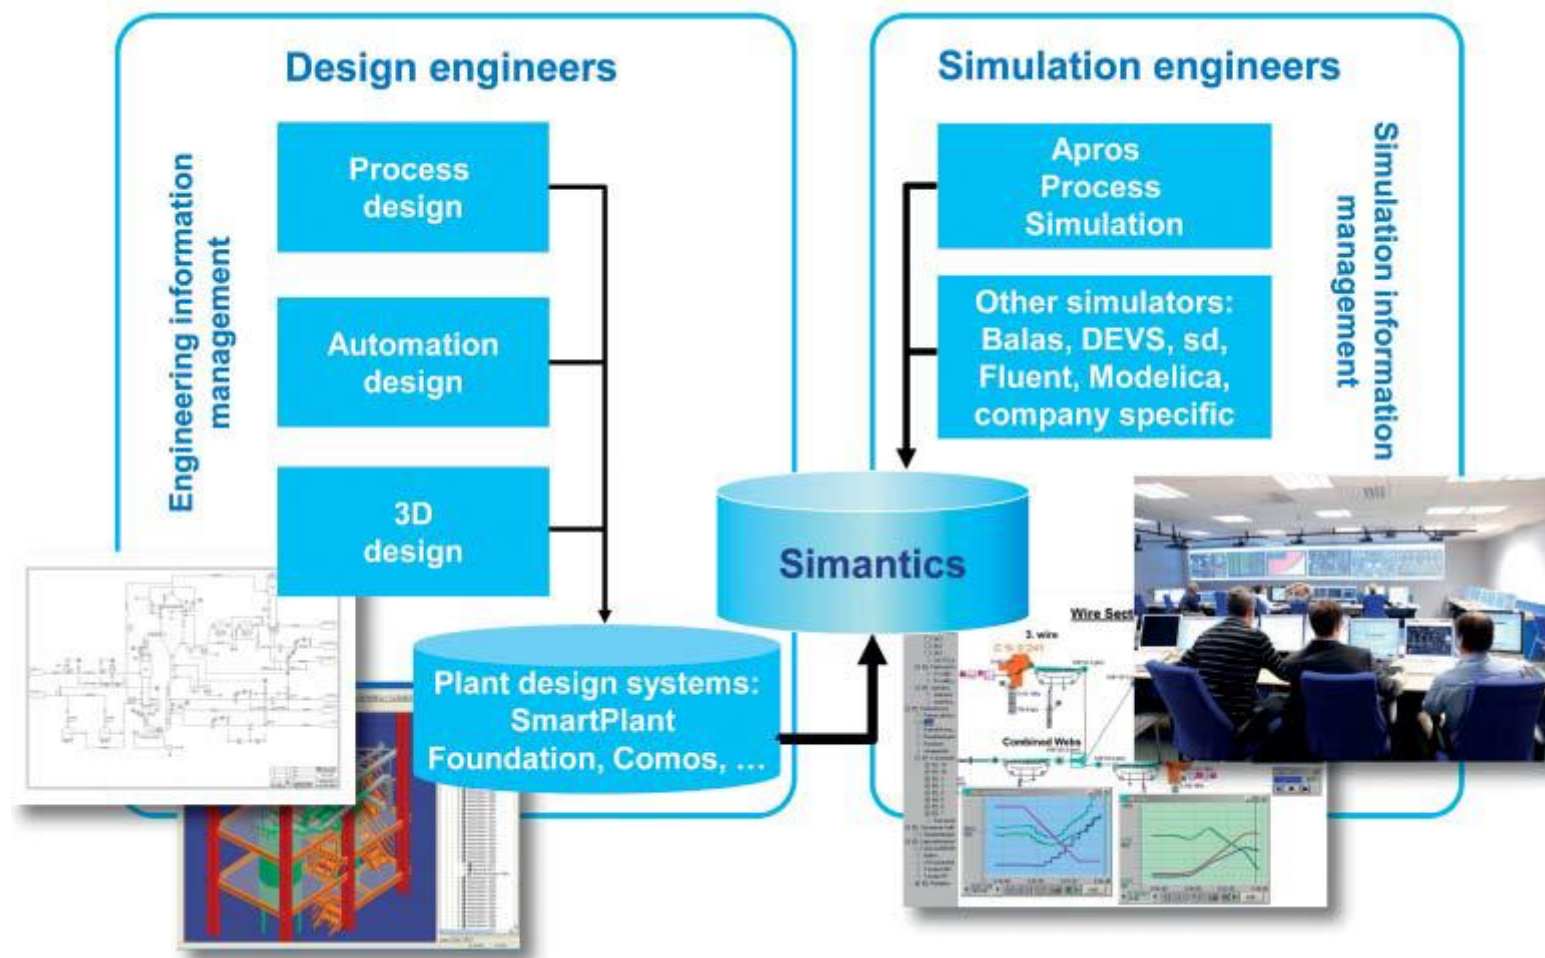 Design engineers
Engineering information
management
Process
design
Automation
design
3D
design
Plant design systems:
SmartPlant
Foundation, Comos, ...
Simulation engineers
Apros
Process
Simulation
Other simulators:
Balas, DEVS, sd,
Fluent, Modelica,
company specific
Simulation information
management
Simantics
Wire Sect
3. wire
Combined Webs